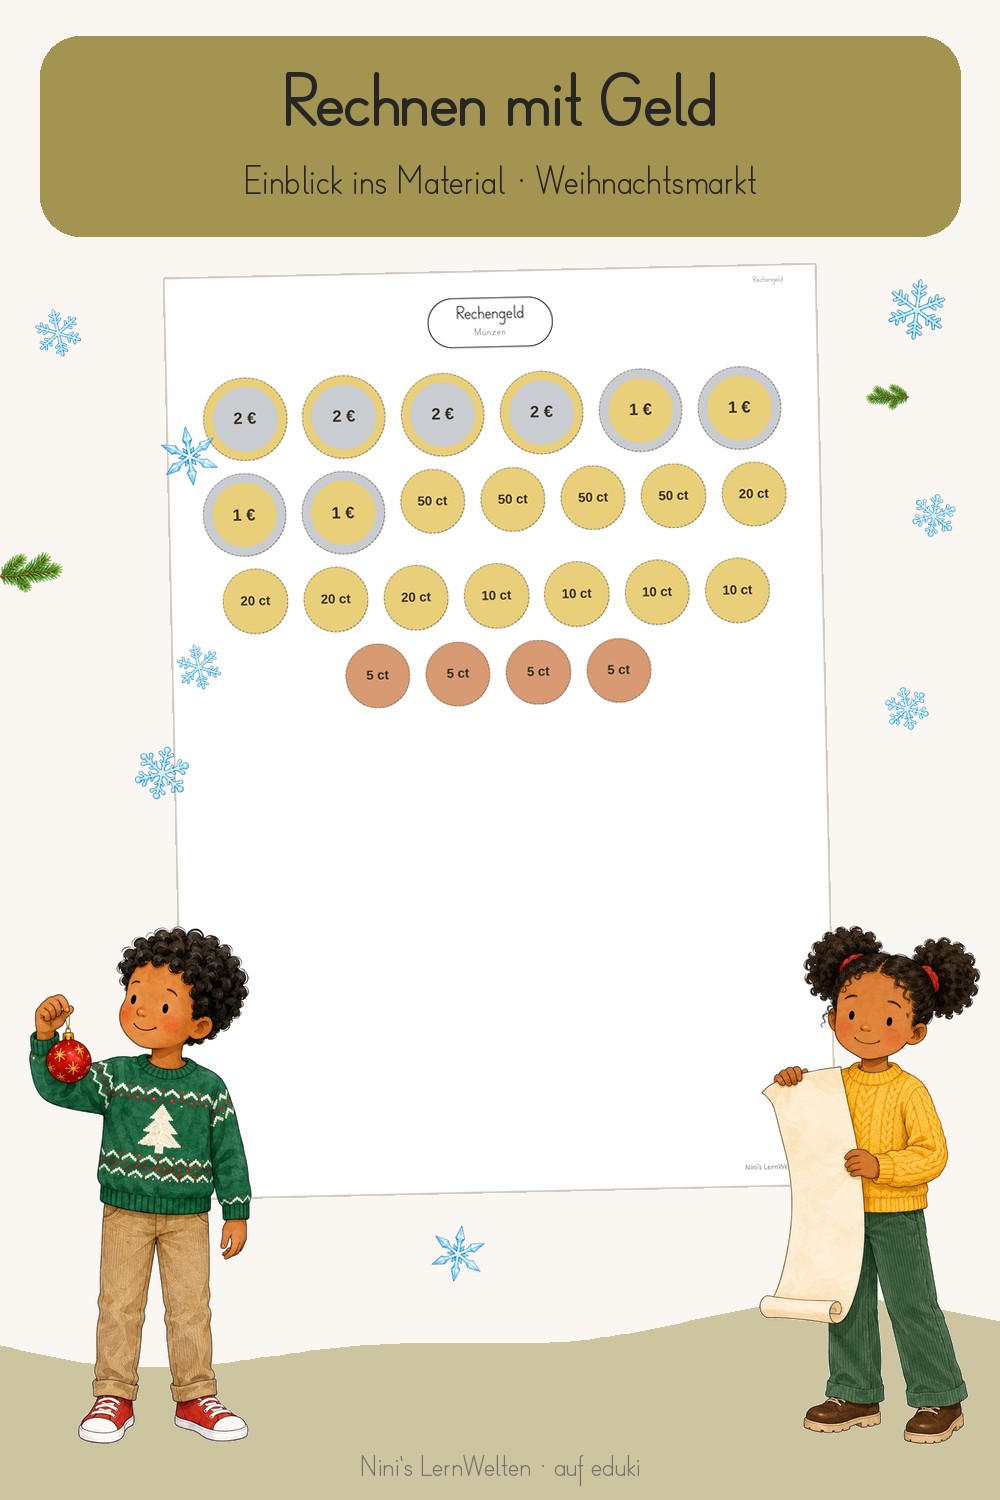 Rechnen mit Geld
Einblick ins Material · Weihnachtsmarkt
Rechengeld
Rechengeld
Münzen
2 € 2 € 2 € 2 € 1 € 1 €
1 € 1 € 50 ct 50 ct 50 ct 50 ct 20 ct
20 ct 20 ct 20 ct 10 ct 10 ct 10 ct 10 ct
5 ct 5 ct 5 ct 5 ct
Nini's
Nini's LernWelten · auf eduki